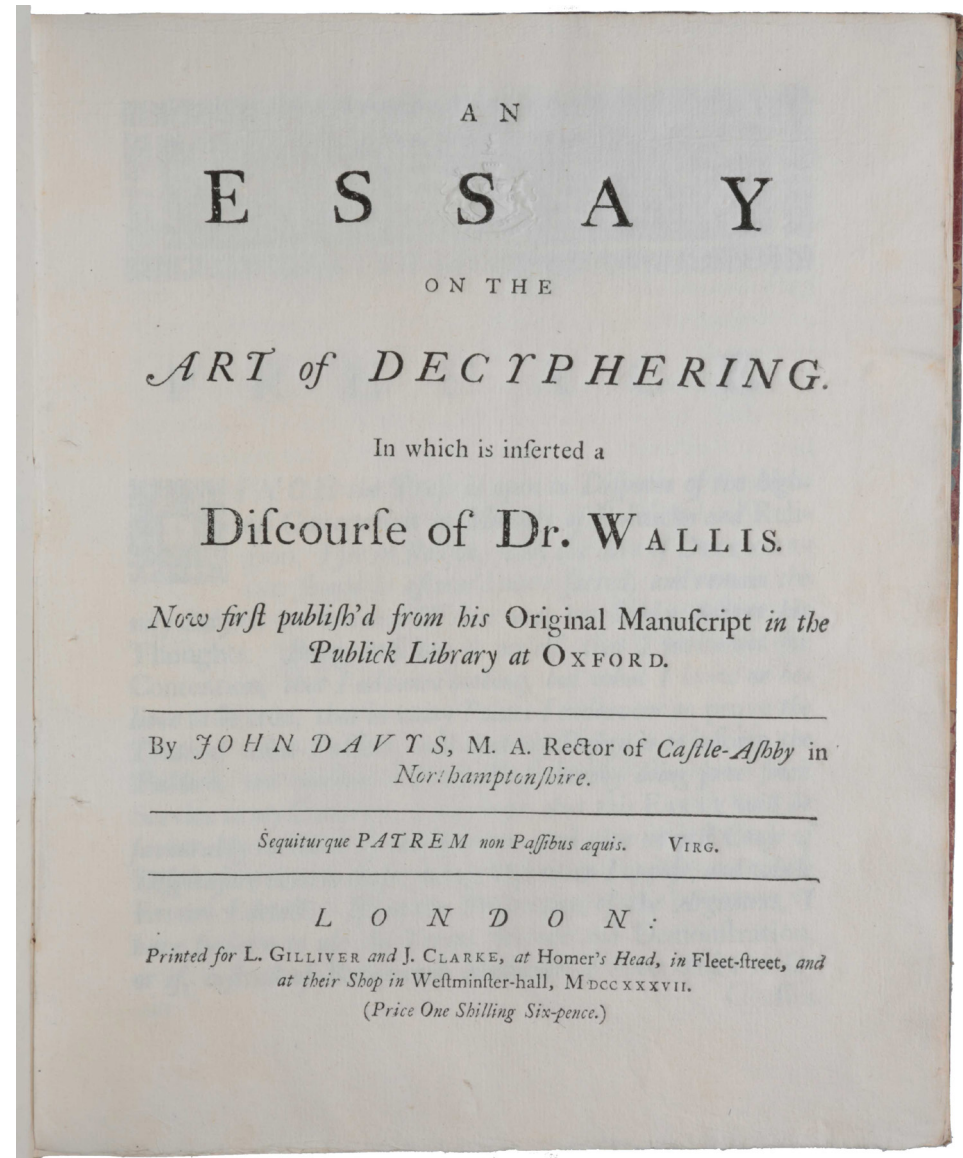 AN
ESSAY
ON THE
ART of DECYPHERING.
In which is inſerted a
Diſcourſe of Dr. WALLIS.
Now firſt publiſh'd from his Original Manuſcript in the
Publick Library at OXFORD.
By JOHN DAVYS, M. A. Rector of Caſtle-Aſhby in
Northamptonſhire.
Sequiturque PATREM non Paſſibus æquis. VIRG.
LONDON:
Printed for L. GILLIVER and J. CLARKE, at Homer's Head, in Fleet-ſtreet, and
at their Shop in Weſtminſter-hall, MDCCXXXVII.
(Price One Shilling Six-pence.)